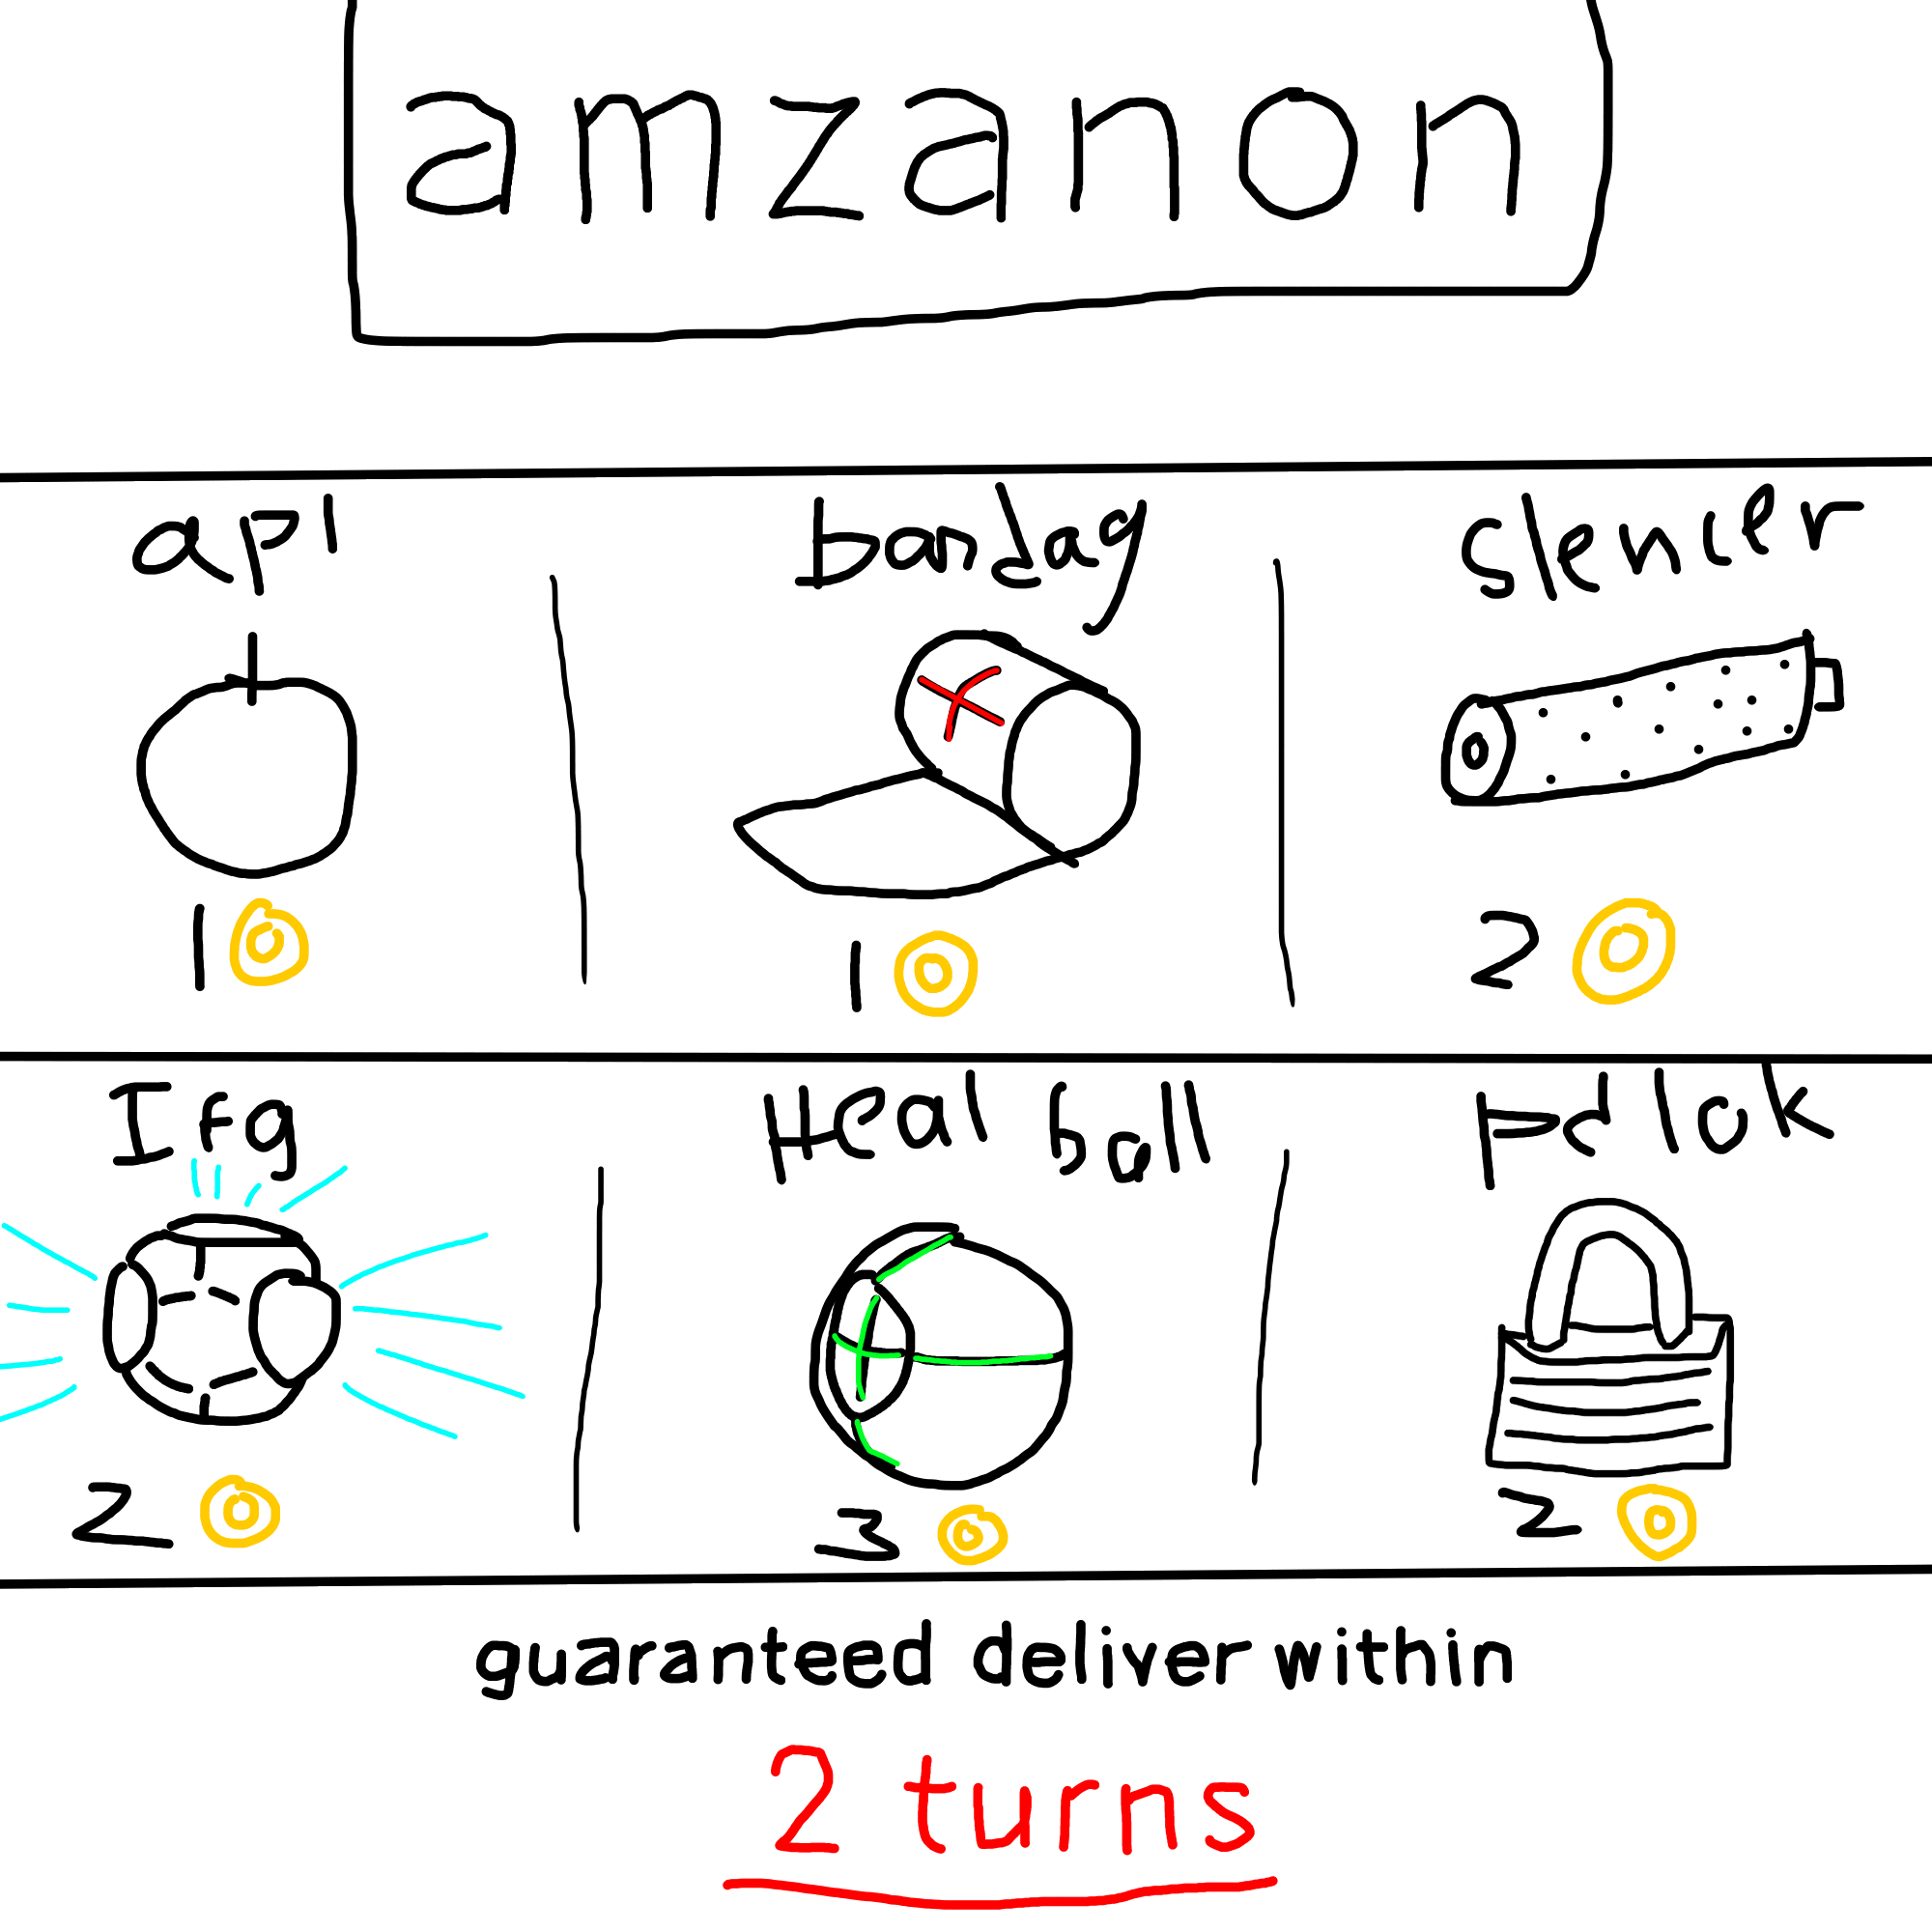 amzanon
apl
bandag
slencer
1
1
2
Ifg
Heal ball
Pdlok
2
3
2
guaranteed deliver within
2 turns